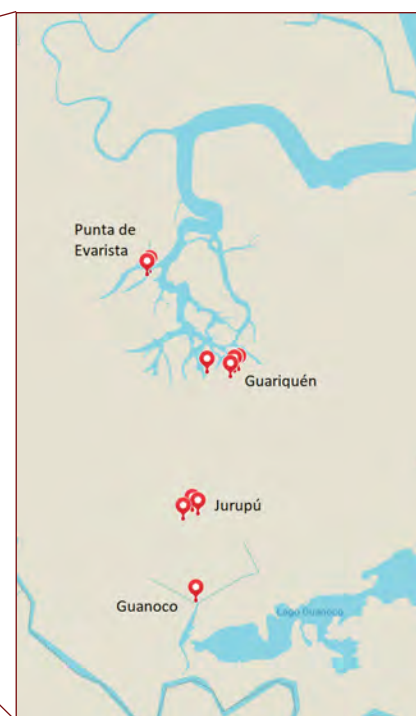 Punta de
Evarista
Guariquén
Jurupú
Guanoco
Lago Guanoco